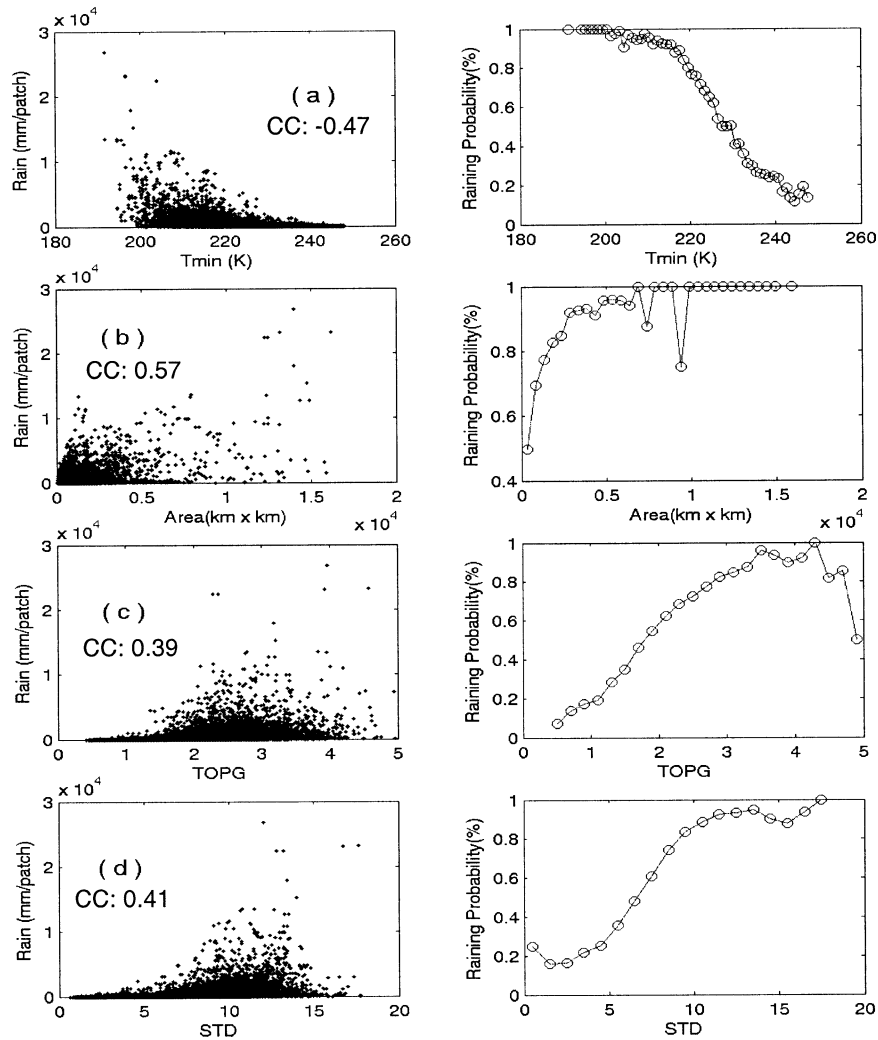 x 10^4
Rain (mm/patch)
3
2
1
0
( a )
CC: -0.47
180 200 220 240 260
Tmin (K)
Raining Probability(%)
1
0.8
0.6
0.4
0.2
0
180 200 220 240 260
Tmin (K)
x 10^4
Rain (mm/patch)
3
2
1
0
( b )
CC: 0.57
0 0.5 1 1.5 2
Area(km x km)
x 10^4
Raining Probability(%)
1
0.8
0.6
0.4
0 0.5 1 1.5 2
Area(km x km)
x 10^4
x 10^4
Rain (mm/patch)
3
2
1
0
( c )
CC: 0.39
0 1 2 3 4 5
TOPG
Raining Probability(%)
1
0.8
0.6
0.4
0.2
0
0 1 2 3 4 5
TOPG
x 10^4
Rain (mm/patch)
3
2
1
0
( d )
CC: 0.41
0 5 10 15 20
STD
Raining Probability(%)
1
0.8
0.6
0.4
0.2
0
0 5 10 15 20
STD